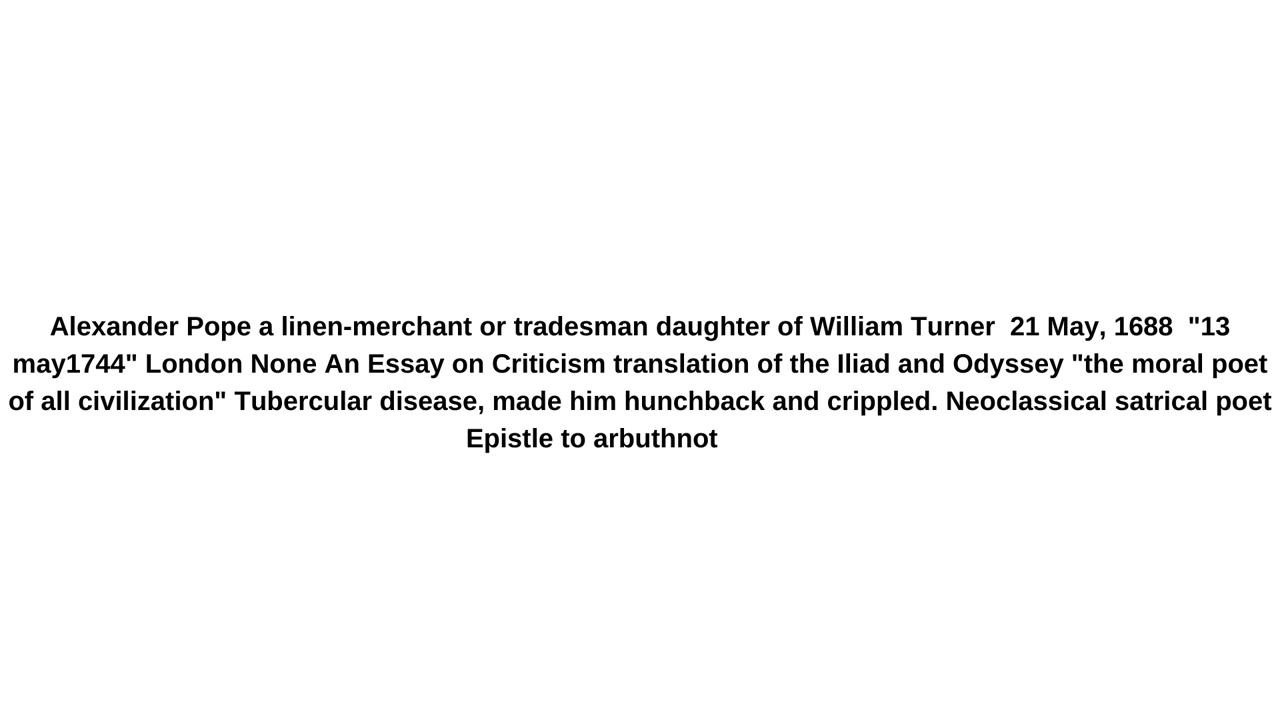 Alexander Pope a linen-merchant or tradesman daughter of William Turner  21 May, 1688  "13
may1744" London None An Essay on Criticism translation of the Iliad and Odyssey "the moral poet
of all civilization" Tubercular disease, made him hunchback and crippled. Neoclassical satrical poet
Epistle to arbuthnot